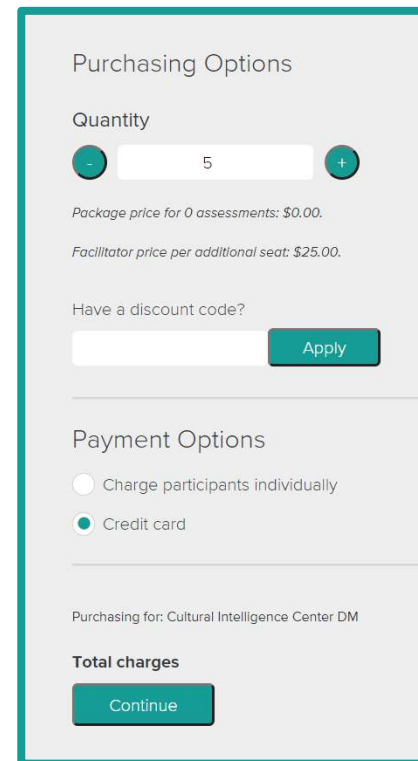 Purchasing Options
Quantity
- 5 +
Package price for 0 assessments: $0.00.
Facilitator price per additional seat: $25.00.
Have a discount code?
Apply
Payment Options
Charge participants individually
Credit card
Purchasing for: Cultural Intelligence Center DM
Total charges
Continue